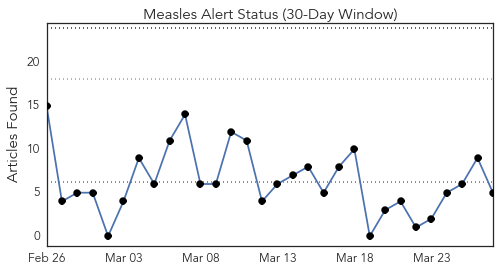 Measles Alert Status (30-Day Window)
Articles Found
20
15
10
5
0
Feb 26 Mar 03 Mar 08 Mar 13 Mar 18 Mar 23